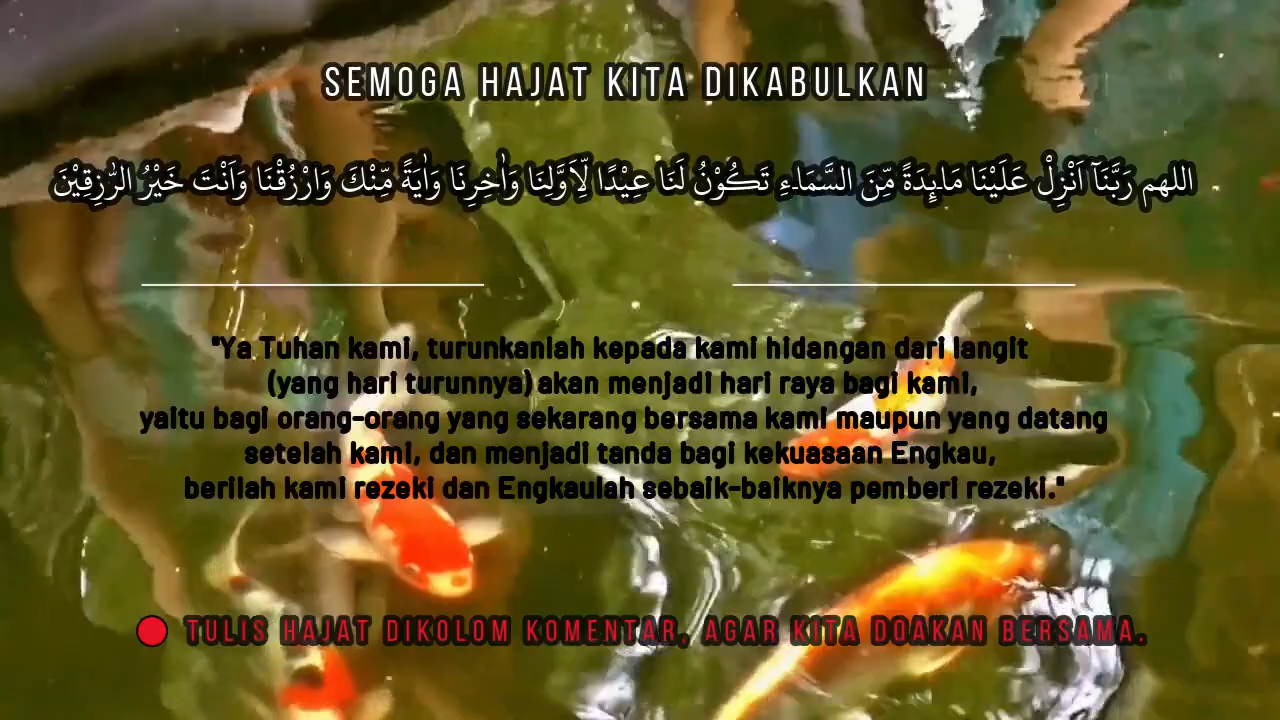 SEMOGA HAJAT KITA DIKABULKAN
اللهم رَبَّنَآ اَنْزِلْ عَلَيْنَا مَاۤىِٕدَةً مِّنَ السَّمَاۤءِ تَكُوْنُ لَنَا عِيْدًا لِّاَوَّلِنَا وَاٰخِرِنَا وَاٰيَةً مِّنْكَ وَارْزُقْنَا وَاَنْتَ خَيْرُ الرّٰزِقِيْنَ
"Ya Tuhan kami, turunkanlah kepada kami hidangan dari langit
(yang hari turunnya) akan menjadi hari raya bagi kami,
yaitu bagi orang-orang yang sekarang bersama kami maupun yang datang
setelah kami, dan menjadi tanda bagi kekuasaan Engkau,
berilah kami rezeki dan Engkaulah sebaik-baiknya pemberi rezeki."
TULIS HAJAT DIKOLOM KOMENTAR, AGAR KITA DOAKAN BERSAMA.